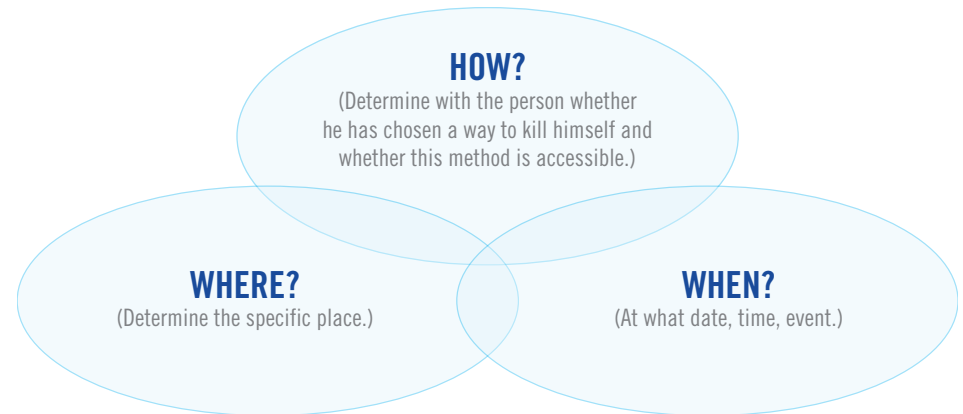 HOW?
(Determine with the person whether
he has chosen a way to kill himself and
whether this method is accessible.)
WHERE?
(Determine the specific place.)
WHEN?
(At what date, time, event.)